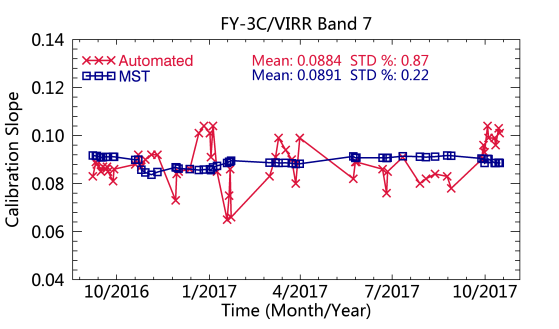 FY-3C/VIRR Band 7
Automated Mean: 0.0884 STD %: 0.87
MST Mean: 0.0891 STD %: 0.22
Calibration Slope
0.14
0.12
0.10
0.08
0.06
0.04
10/2016 1/2017 4/2017 7/2017 10/2017
Time (Month/Year)